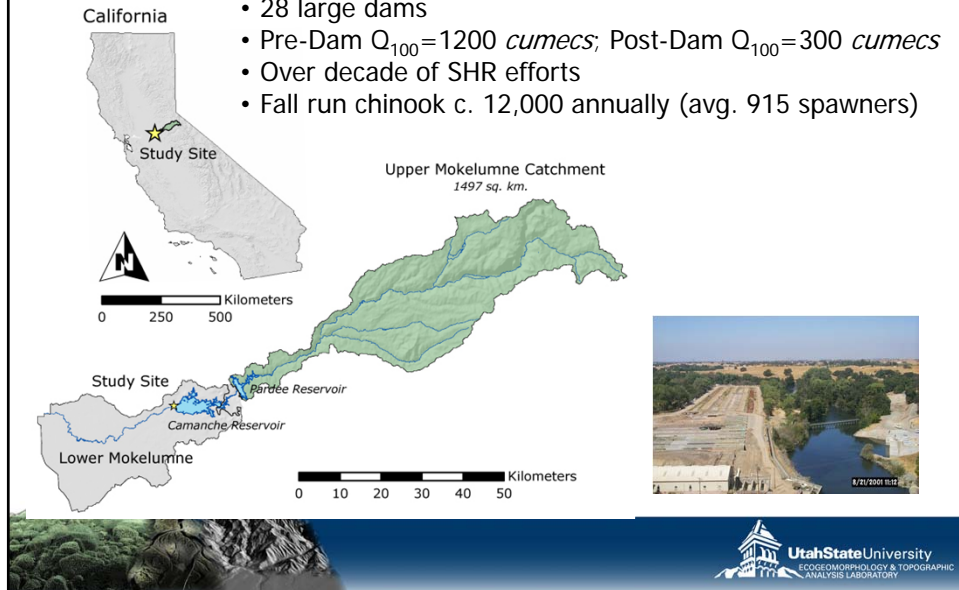 California
• 28 large dams
• Pre-Dam Q₁₀₀=1200 cumecs; Post-Dam Q₁₀₀=300 cumecs
• Over decade of SHR efforts
• Fall run chinook c. 12,000 annually (avg. 915 spawners)
Study Site
Upper Mokelumne Catchment
1497 sq. km.
N
Kilometers
0 250 500
Study Site
Pardee Reservoir
Camanche Reservoir
Lower Mokelumne
Kilometers
0 10 20 30 40 50
8/21/2001 11:12
UtahStateUniversity
ECOGEOMORPHOLOGY & TOPOGRAPHIC
ANALYSIS LABORATORY